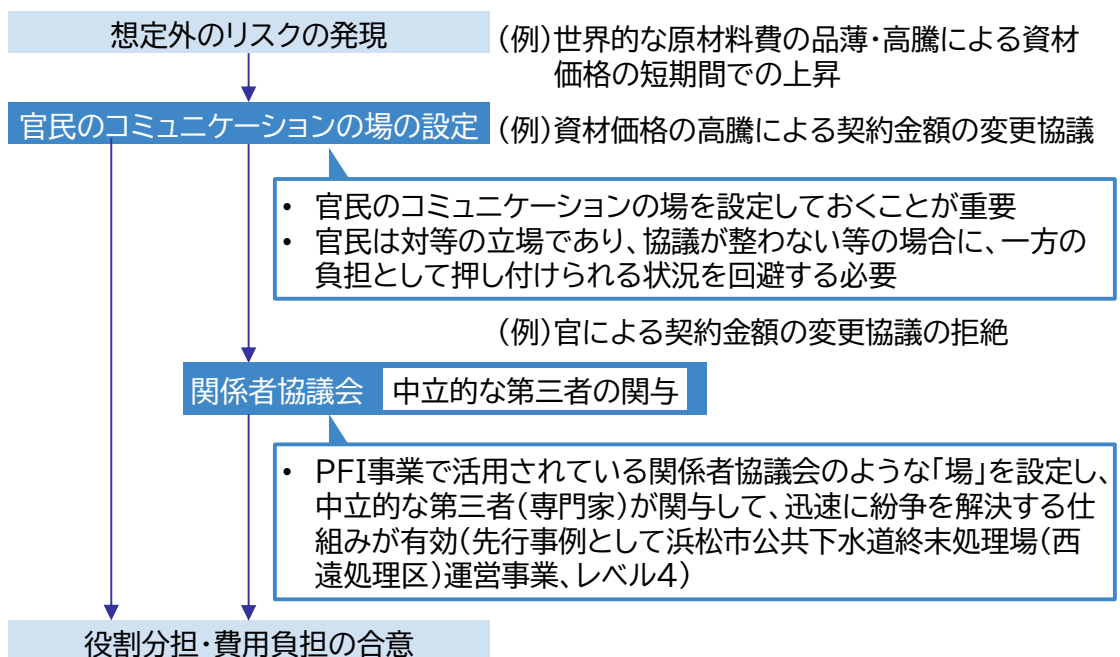 想定外のリスクの発現
(例)世界的な原材料費の品薄・高騰による資材
価格の短期間での上昇
官民のコミュニケーションの場の設定
(例)資材価格の高騰による契約金額の変更協議
• 官民のコミュニケーションの場を設定しておくことが重要
• 官民は対等の立場であり、協議が整わない等の場合に、一方の
負担として押し付けられる状況を回避する必要
(例)官による契約金額の変更協議の拒絶
関係者協議会 中立的な第三者の関与
• PFI事業で活用されている関係者協議会のような「場」を設定し、
中立的な第三者(専門家)が関与して、迅速に紛争を解決する仕
組みが有効(先行事例として浜松市公共下水道終末処理場(西
遠処理区)運営事業、レベル4)
役割分担・費用負担の合意